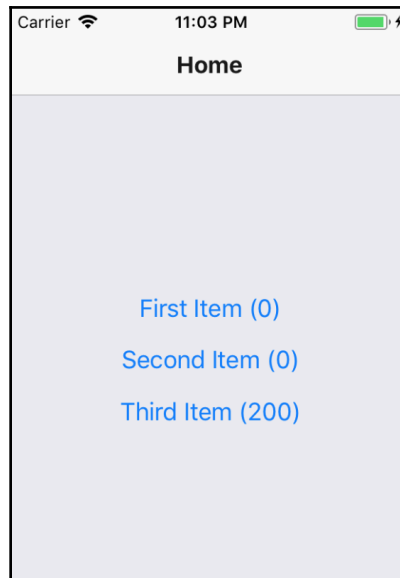 Carrier 11:03 PM
Home
First Item (0)
Second Item (0)
Third Item (200)